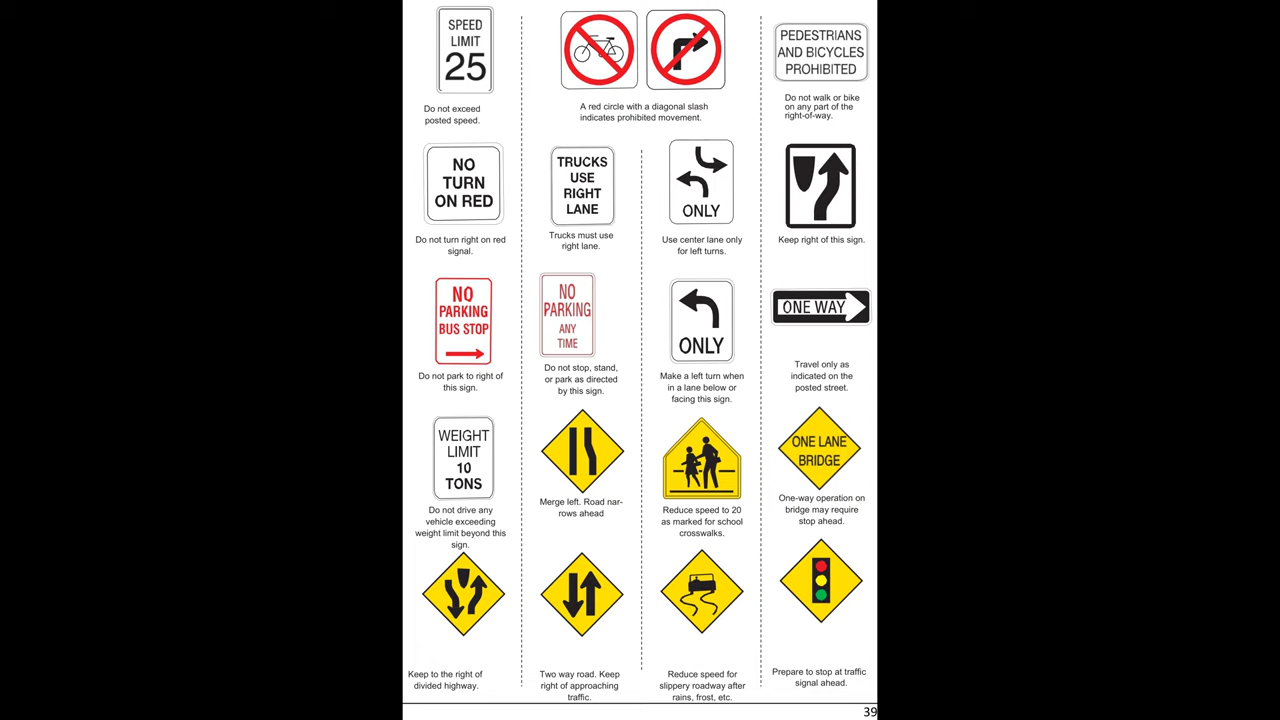 SPEED
LIMIT
25
Do not exceed
posted speed.
A red circle with a diagonal slash
indicates prohibited movement.
PEDESTRIANS
AND BICYCLES
PROHIBITED
Do not walk or bike
on any part of the
right-of-way.
NO
TURN
ON RED
Do not turn right on red
signal.
TRUCKS
USE
RIGHT
LANE
Trucks must use
right lane.
ONLY
Use center lane only
for left turns.
Keep right of this sign.
NO
PARKING
BUS STOP
Do not park to right of
this sign.
NO
PARKING
ANY
TIME
Do not stop, stand,
or park as directed
by this sign.
ONLY
Make a left turn when
in a lane below or
facing this sign.
ONE WAY
Travel only as
indicated on the
posted street.
WEIGHT
LIMIT
10
TONS
Do not drive any
vehicle exceeding
weight limit beyond this
sign.
Merge left. Road nar-
rows ahead
Reduce speed to 20
as marked for school
crosswalks.
ONE LANE
BRIDGE
One-way operation on
bridge may require
stop ahead.
Keep to the right of
divided highway.
Two way road. Keep
right of approaching
traffic.
Reduce speed for
slippery roadway after
rains, frost, etc.
Prepare to stop at traffic
signal ahead.
39